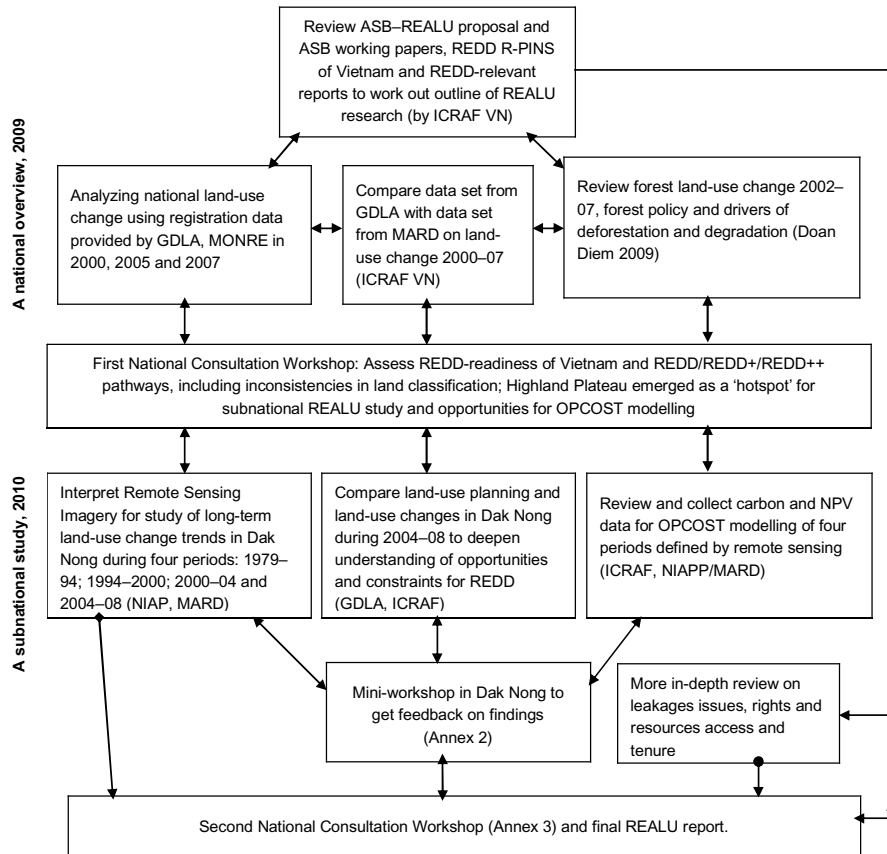 Review ASB–REALU proposal and
ASB working papers, REDD R-PINS
of Vietnam and REDD-relevant
reports to work out outline of REALU
research (by ICRAF VN)
A national overview, 2009
Analyzing national land-use
change using registration data
provided by GDLA, MONRE in
2000, 2005 and 2007
Compare data set from
GDLA with data set
from MARD on land-
use change 2000–07
(ICRAF VN)
Review forest land-use change 2002–
07, forest policy and drivers of
deforestation and degradation (Doan
Diem 2009)
First National Consultation Workshop: Assess REDD-readiness of Vietnam and REDD/REDD+/REDD++
pathways, including inconsistencies in land classification; Highland Plateau emerged as a ‘hotspot’ for
subnational REALU study and opportunities for OPCOST modelling
A subnational study, 2010
Interpret Remote Sensing
Imagery for study of long-term
land-use change trends in Dak
Nong during four periods: 1979–
94; 1994–2000; 2000–04 and
2004–08 (NIAP, MARD)
Compare land-use planning and
land-use changes in Dak Nong
during 2004–08 to deepen
understanding of opportunities
and constraints for REDD
(GDLA, ICRAF)
Review and collect carbon and NPV
data for OPCOST modelling of four
periods defined by remote sensing
(ICRAF, NIAPP/MARD)
Mini-workshop in Dak Nong to
get feedback on findings
(Annex 2)
More in-depth review on
leakages issues, rights and
resources access and
tenure
Second National Consultation Workshop (Annex 3) and final REALU report.